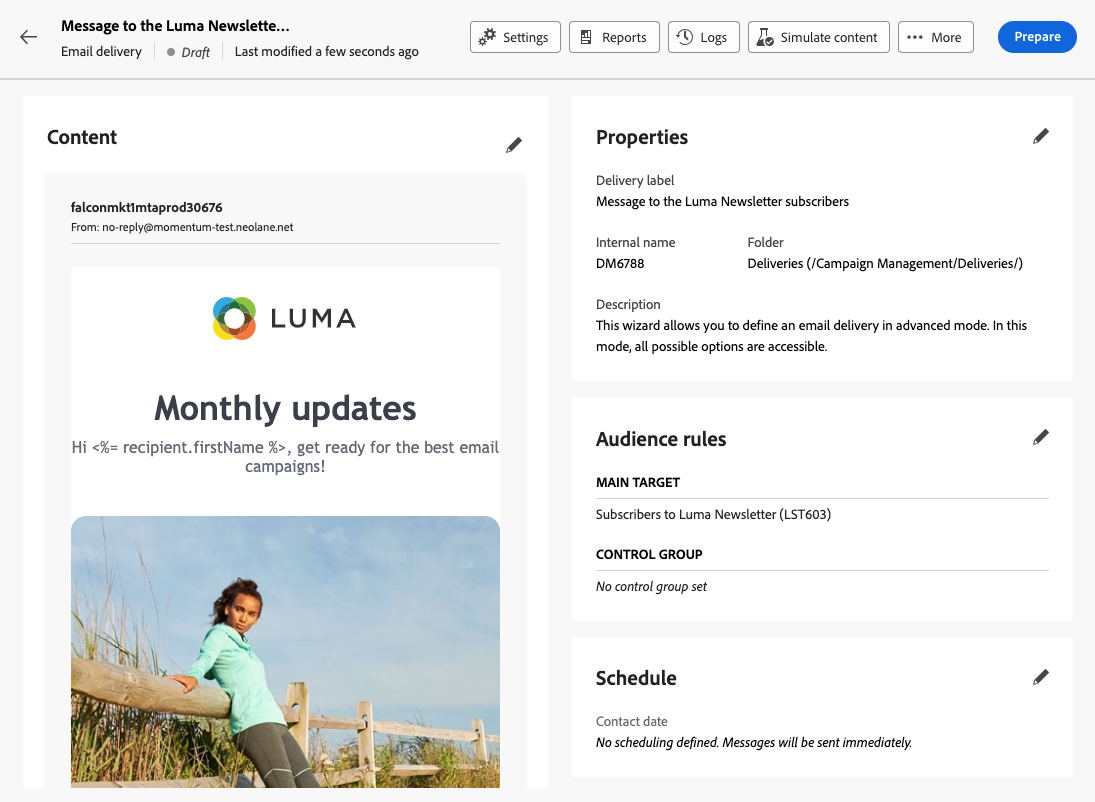 Message to the Luma Newslette...
Email delivery
Draft
Last modified a few seconds ago
Settings
Reports
Logs
Simulate content
More
Prepare
Content
falconmkt1mtaprod30676
From: no-reply@momentum-test.neolane.net
LUMA
Monthly updates
Hi <%= recipient.firstName %>, get ready for the best email
campaigns!
Properties
Delivery label
Message to the Luma Newsletter subscribers
Internal name
DM6788
Folder
Deliveries (/Campaign Management/Deliveries/)
Description
This wizard allows you to define an email delivery in advanced mode. In this
mode, all possible options are accessible.
Audience rules
MAIN TARGET
Subscribers to Luma Newsletter (LST603)
CONTROL GROUP
No control group set
Schedule
Contact date
No scheduling defined. Messages will be sent immediately.